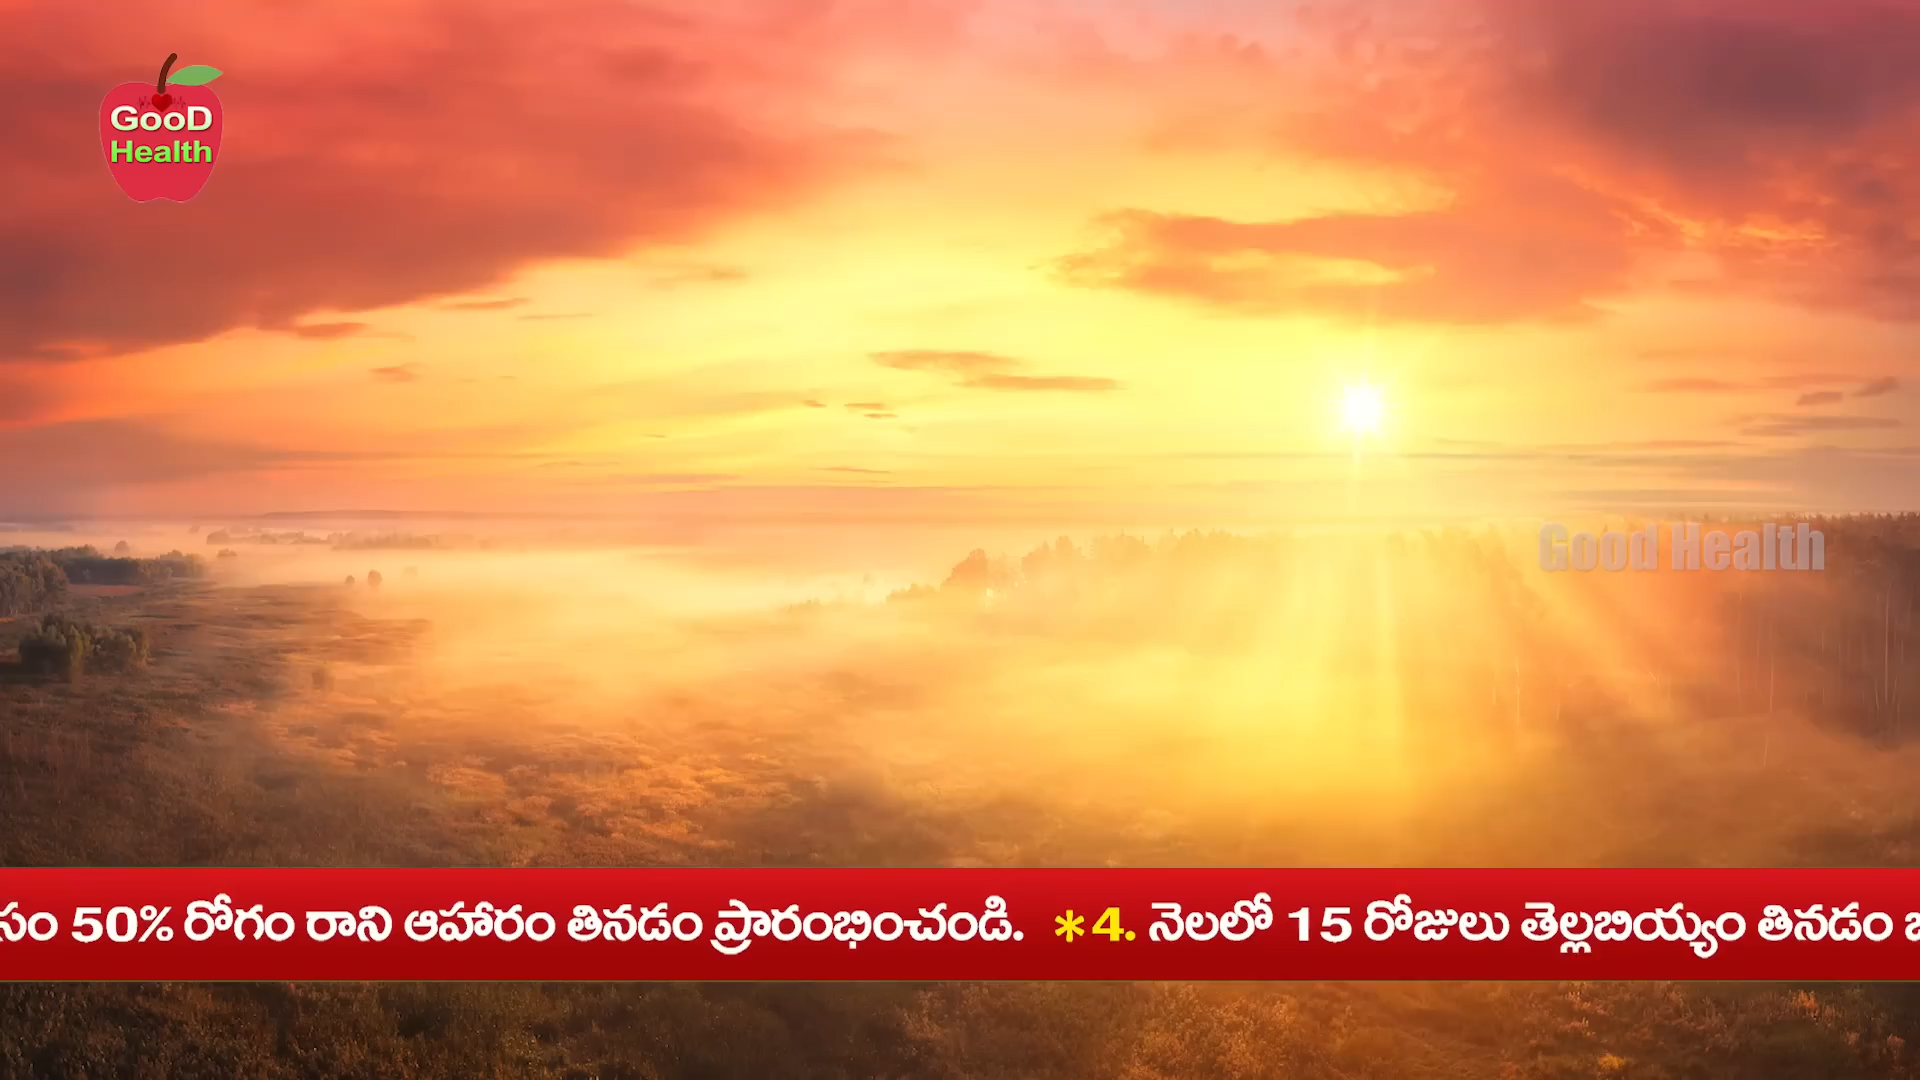 GooD
Health
Good Health
50% రోగం రాని ఆహారం తినడం ప్రారంభించండి. *4. నెలలో 15 రోజులు తెల్లబియ్యం తినడం